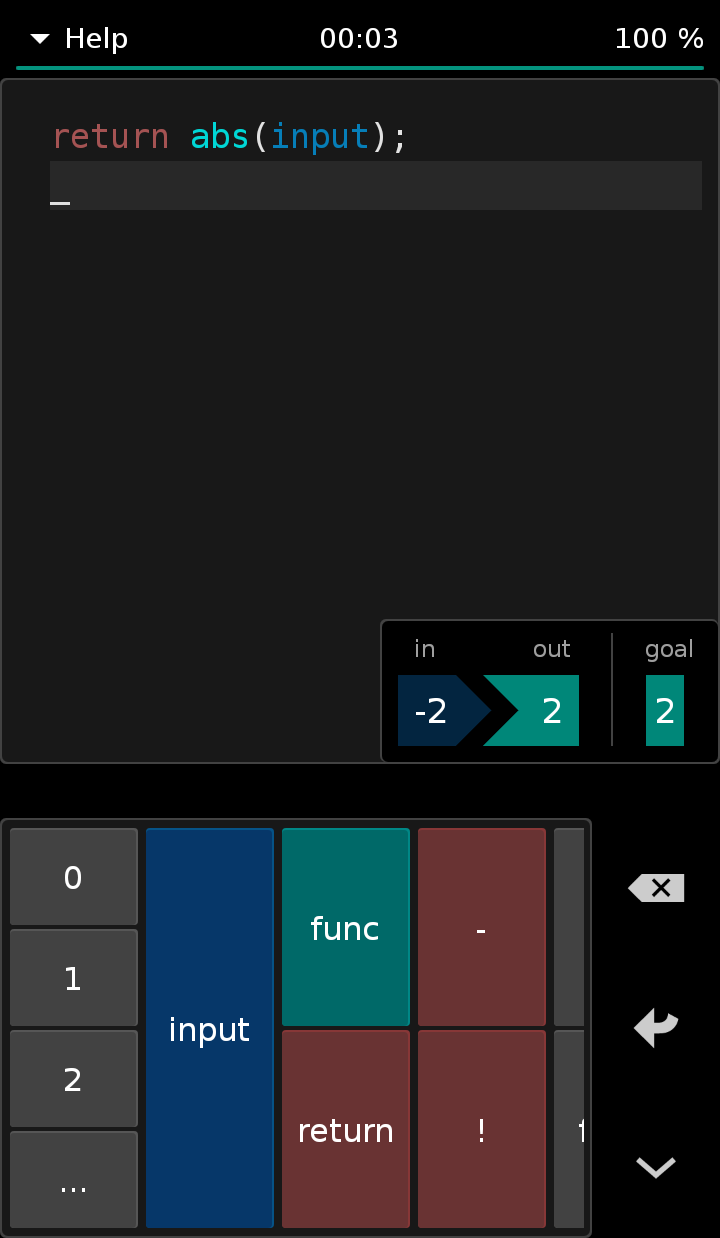 Help 00:03 100 %
return abs(input);
_
in out goal
-2 2 2
0
1
2
...
input
func
return
-
!